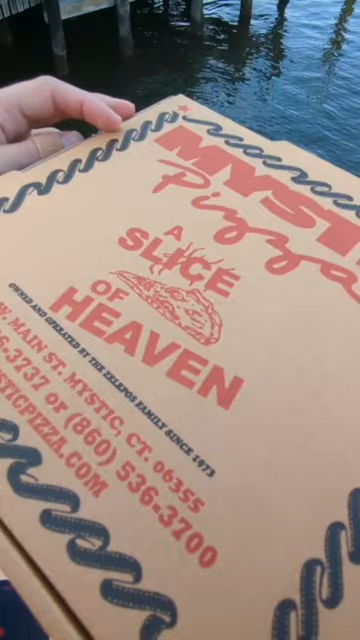 MYST
Pizza
A
SLICE
OF
HEAVEN
OWNED AND OPERATED BY THE ZELEPOS FAMILY SINCE 1973
W. MAIN ST. MYSTIC, CT. 06355
6-3737 or (860) 536-3700
STICPIZZA.COM